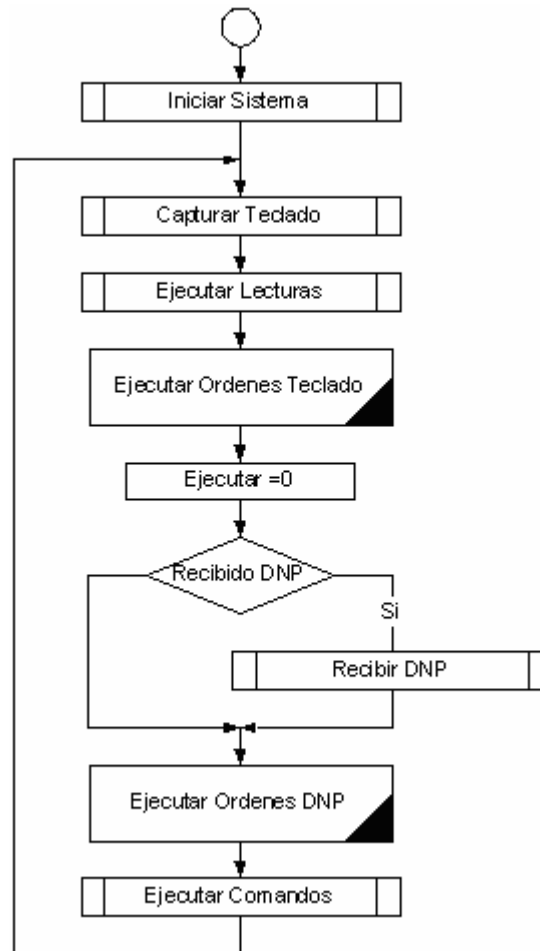 Iniciar Sistema
Capturar Teclado
Ejecutar Lecturas
Ejecutar Ordenes Teclado
Ejecutar =0
Recibido DNP
Si
Recibir DNP
Ejecutar Ordenes DNP
Ejecutar Comandos